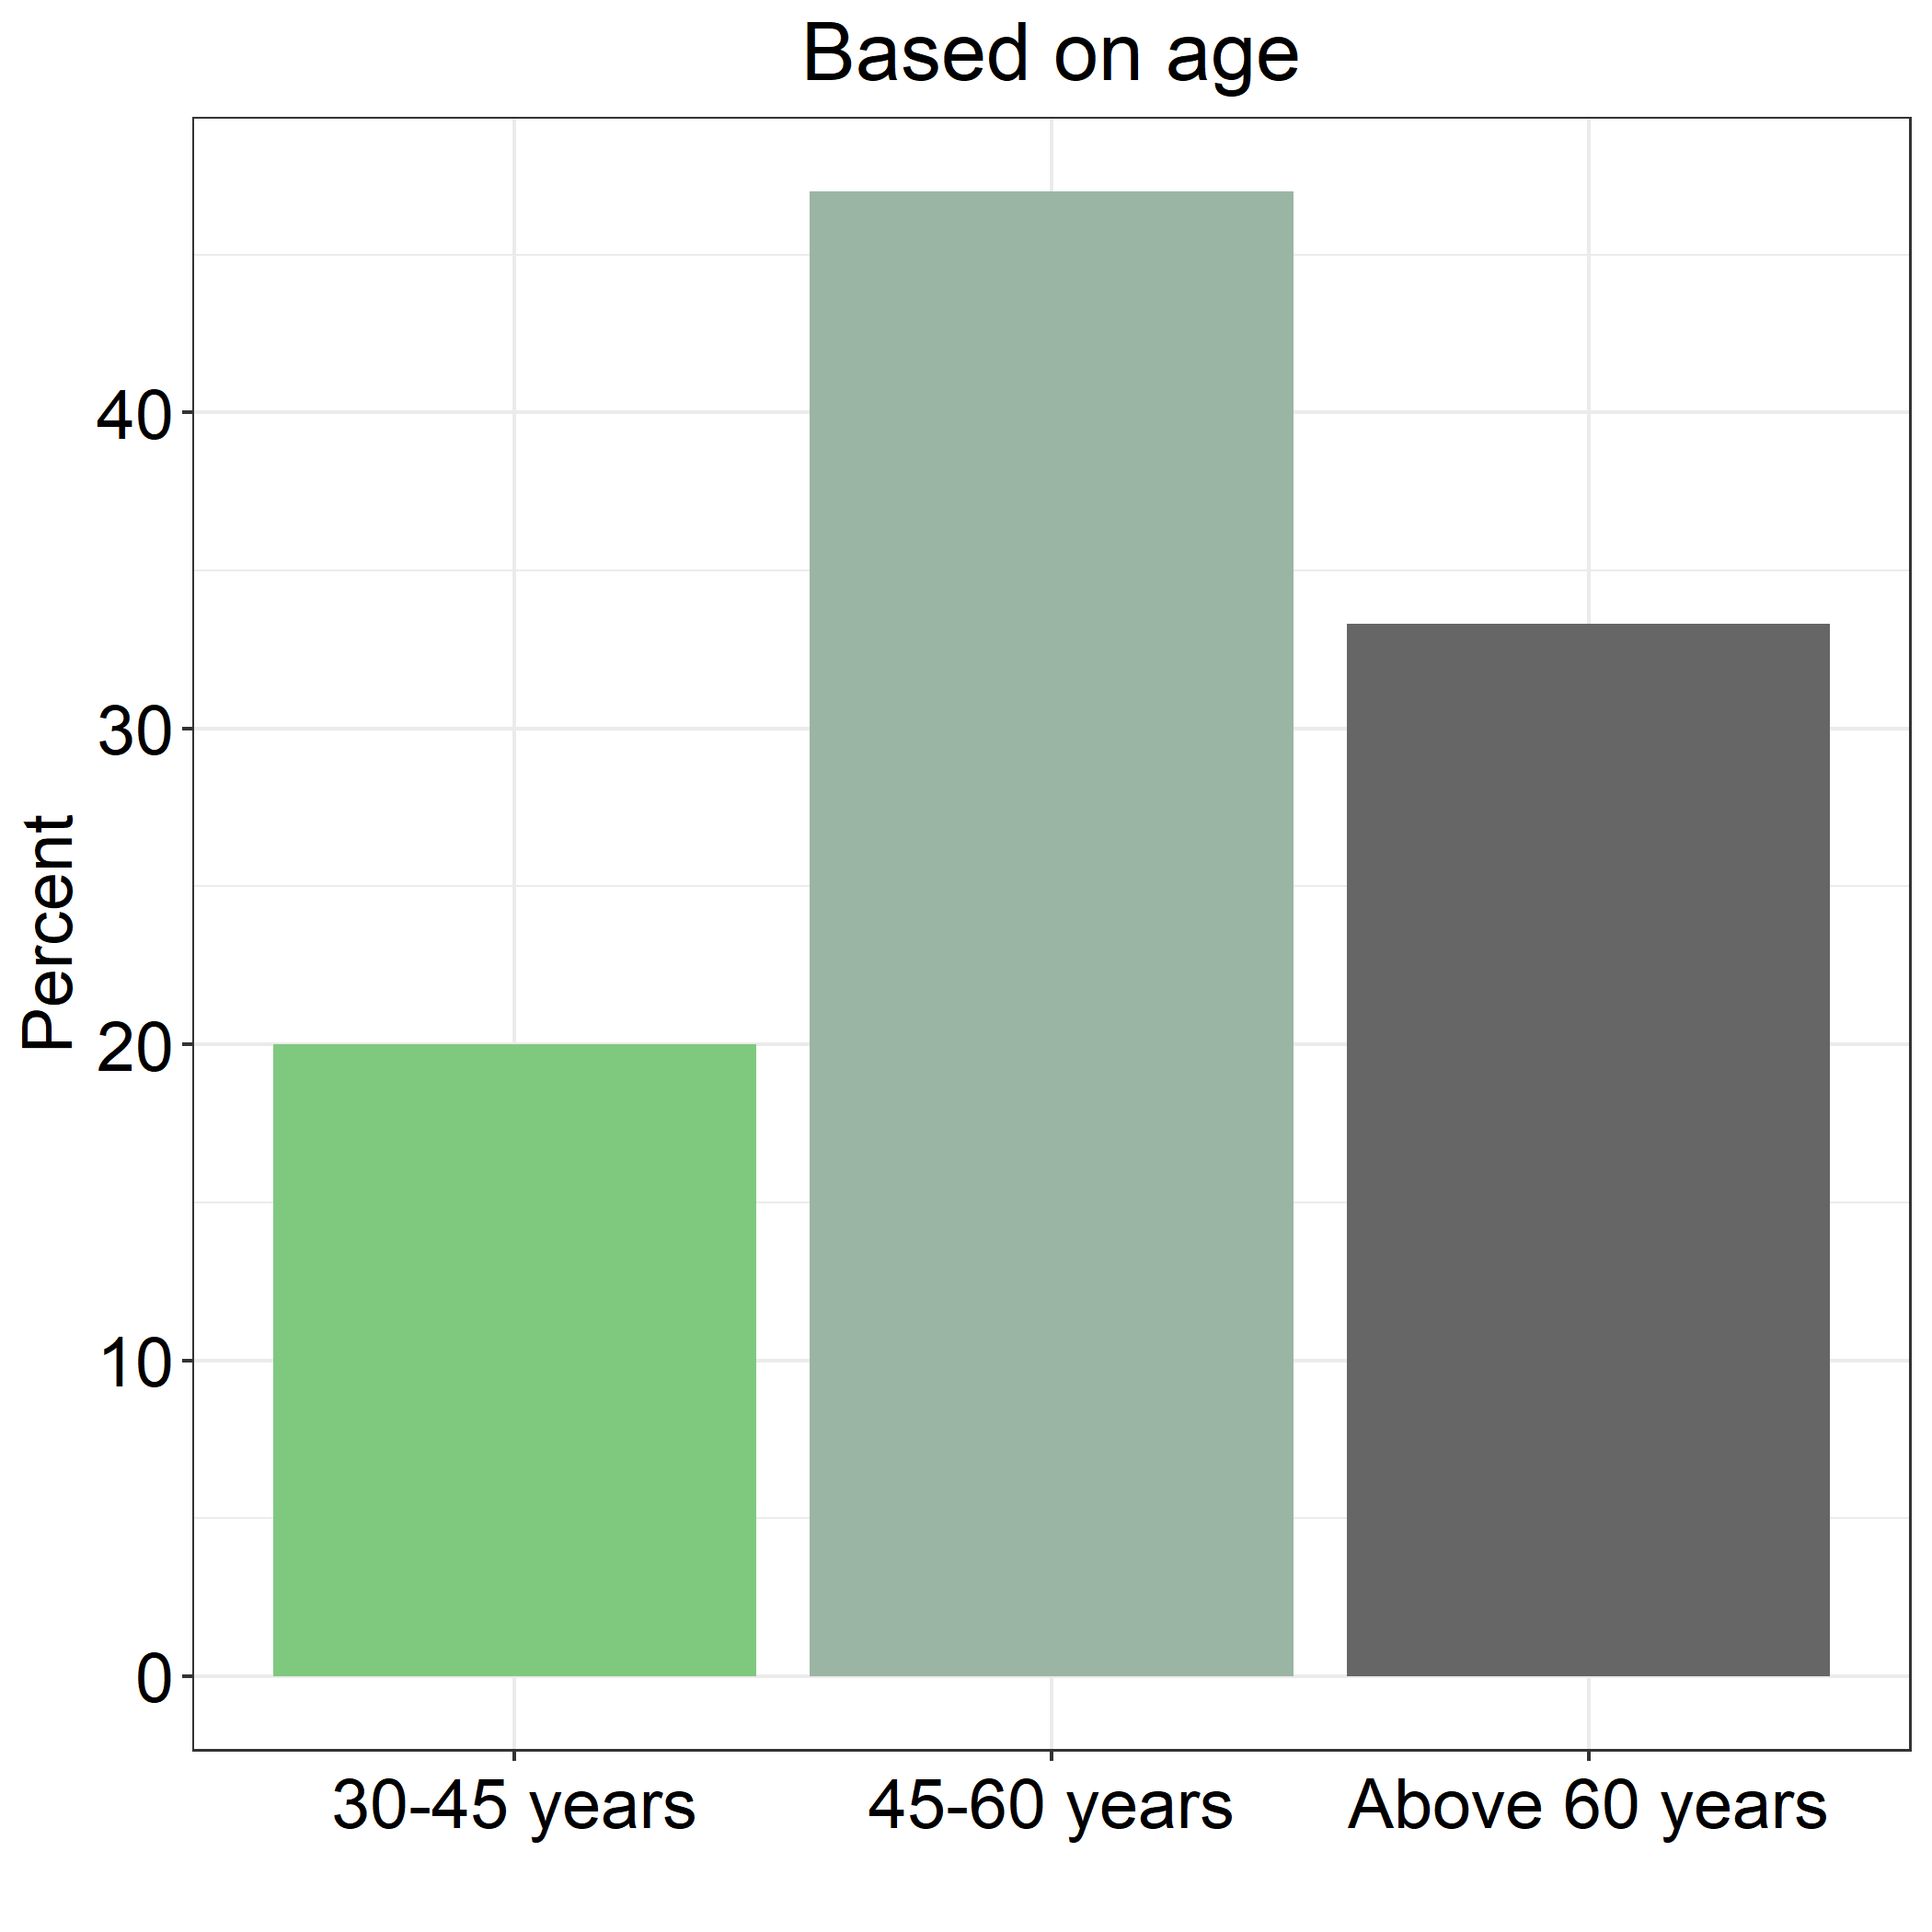 Based on age
Percent
40
30
20
10
0
30-45 years
45-60 years
Above 60 years